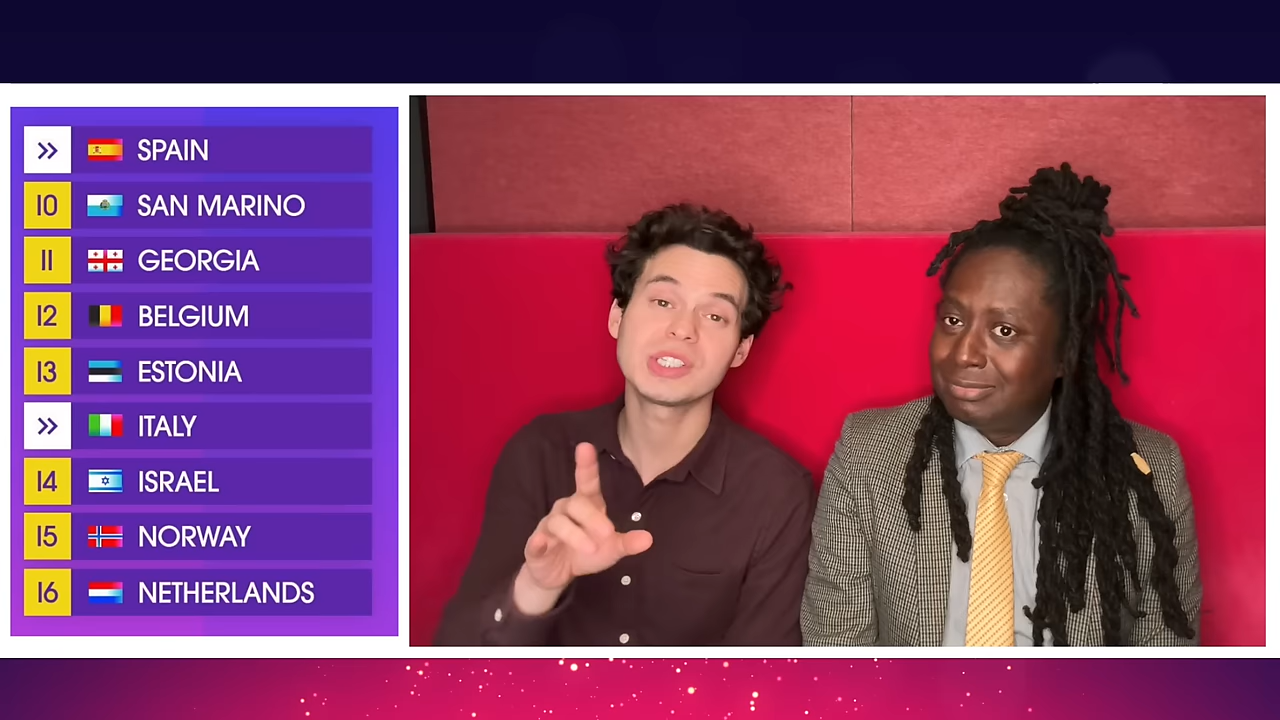 » SPAIN
10 SAN MARINO
11 GEORGIA
12 BELGIUM
13 ESTONIA
» ITALY
14 ISRAEL
15 NORWAY
16 NETHERLANDS